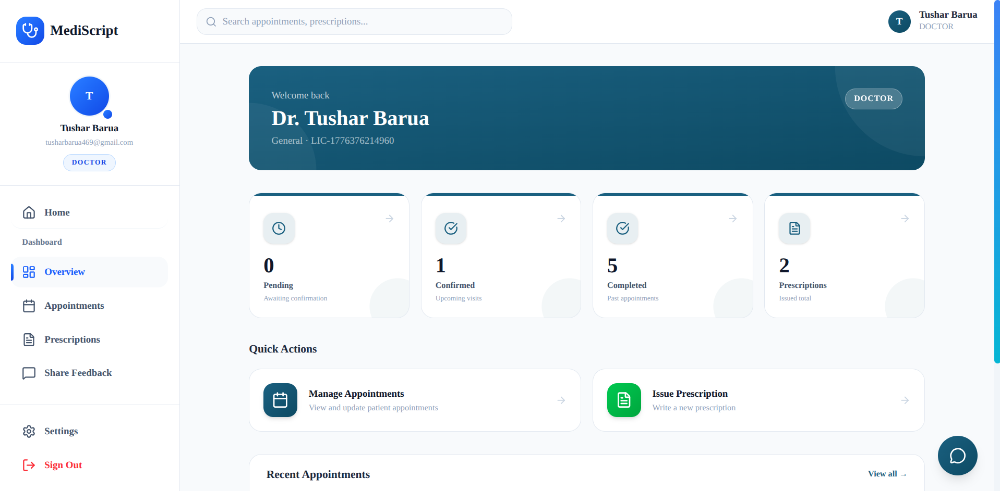 MediScript
T
Tushar Barua
tusharbarua469@gmail.com
DOCTOR
Home
Dashboard
Overview
Appointments
Prescriptions
Share Feedback
Settings
Sign Out
Search appointments, prescriptions...
T
Tushar Barua
DOCTOR
Welcome back
Dr. Tushar Barua
General · LIC-1776376214960
DOCTOR
0
Pending
Awaiting confirmation
1
Confirmed
Upcoming visits
5
Completed
Past appointments
2
Prescriptions
Issued total
Quick Actions
Manage Appointments
View and update patient appointments
Issue Prescription
Write a new prescription
Recent Appointments
View all →